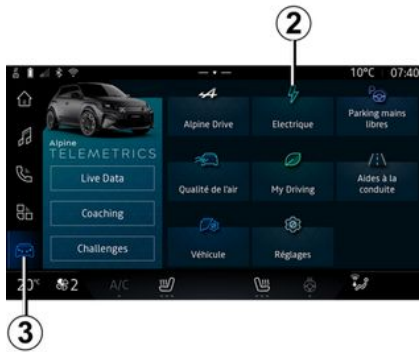 2
10°C 07:40
Alpine
TELEMETRICS
Live Data
Coaching
Challenges
Alpine Drive
Electrique
Parking mains
libres
Qualité de l'air
My Driving
Aides à la
conduite
Véhicule
Réglages
20°C
2
A/C
3